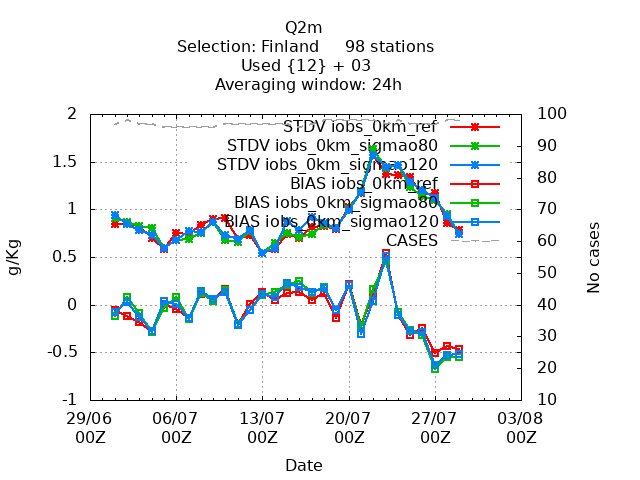 Q2m
Selection: Finland 98 stations
Used {12} + 03
Averaging window: 24h
2 100
STDV iobs_0km_ref
90
STDV iobs_0km_sigmao80
1.5
STDV iobs_0km_sigmao120
80
BIAS iobs_0km_ref
1 70
BIAS iobs_0km_sigmao80
BIAS iobs_0km_sigmao120
60
CASES
0.5 50
0 40
30
-0.5
20
-1 10
g/Kg
No cases
29/06 06/07 13/07 20/07 27/07 03/08
00Z 00Z 00Z 00Z 00Z 00Z
Date